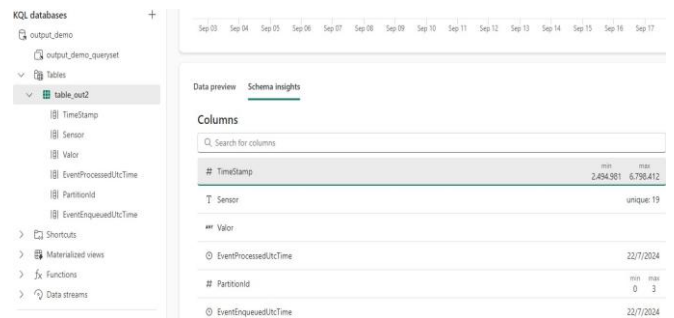 KQL databases +
output_demo
output_demo_queryset
Tables
table_out2
TimeStamp
Sensor
Valor
EventProcessedUtcTime
PartitionId
EventEnqueuedUtcTime
Shortcuts
Materialized views
fx Functions
Data streams
Sep 03 Sep 04 Sep 05 Sep 06 Sep 07 Sep 08 Sep 09 Sep 10 Sep 11 Sep 12 Sep 13 Sep 14 Sep 15 Sep 16 Sep 17
Data preview Schema insights
Columns
Search for columns
min max
# TimeStamp 2.494.981 6.798.412
T Sensor unique: 19
Valor
EventProcessedUtcTime 22/7/2024
min max
# PartitionId 0 3
EventEnqueuedUtcTime 22/7/2024